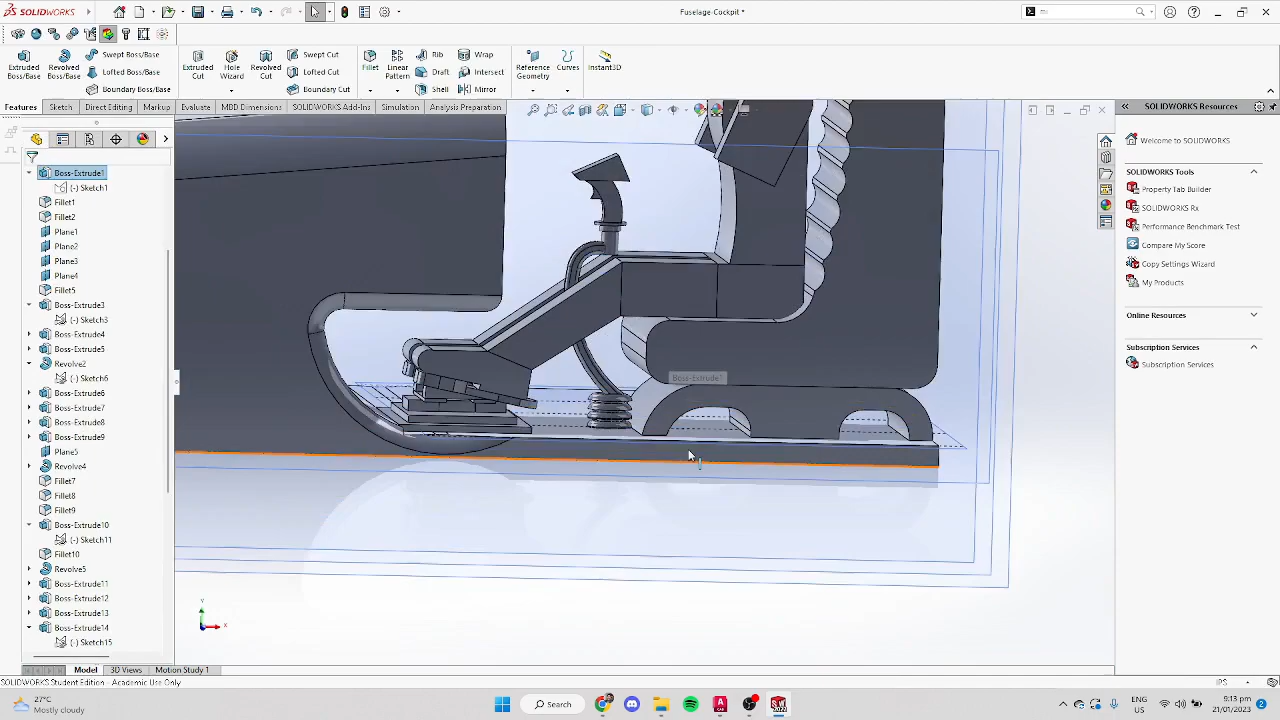 SOLIDWORKS
Fuselage-Cockpit *
Extruded Boss/Base
Revolved Boss/Base
Swept Boss/Base
Lofted Boss/Base
Boundary Boss/Base
Extruded Cut
Hole Wizard
Revolved Cut
Swept Cut
Lofted Cut
Boundary Cut
Fillet
Linear Pattern
Rib
Draft
Shell
Wrap
Intersect
Mirror
Reference Geometry
Curves
Instant3D
Features
Sketch
Direct Editing
Markup
Evaluate
MBD Dimensions
SOLIDWORKS Add-Ins
Simulation
Analysis Preparation
Boss-Extrude1
(-) Sketch1
Fillet1
Fillet2
Plane1
Plane2
Plane3
Plane4
Fillet5
Boss-Extrude3
(-) Sketch3
Boss-Extrude4
Boss-Extrude5
Revolve2
(-) Sketch6
Boss-Extrude6
Boss-Extrude7
Boss-Extrude8
Boss-Extrude9
Plane5
Revolve4
Fillet7
Fillet8
Fillet9
Boss-Extrude10
(-) Sketch11
Fillet10
Revolve5
Boss-Extrude11
Boss-Extrude12
Boss-Extrude13
Boss-Extrude14
(-) Sketch15
Boss-Extrude1
Y
X
SOLIDWORKS Resources
Welcome to SOLIDWORKS
SOLIDWORKS Tools
Property Tab Builder
SOLIDWORKS Rx
Performance Benchmark Test
Compare My Score
Copy Settings Wizard
My Products
Online Resources
Subscription Services
Subscription Services
Model
3D Views
Motion Study 1
SOLIDWORKS Student Edition - Academic Use Only
IPS
27°C
Mostly cloudy
Search
ENG
US
9:13 pm
21/01/2023